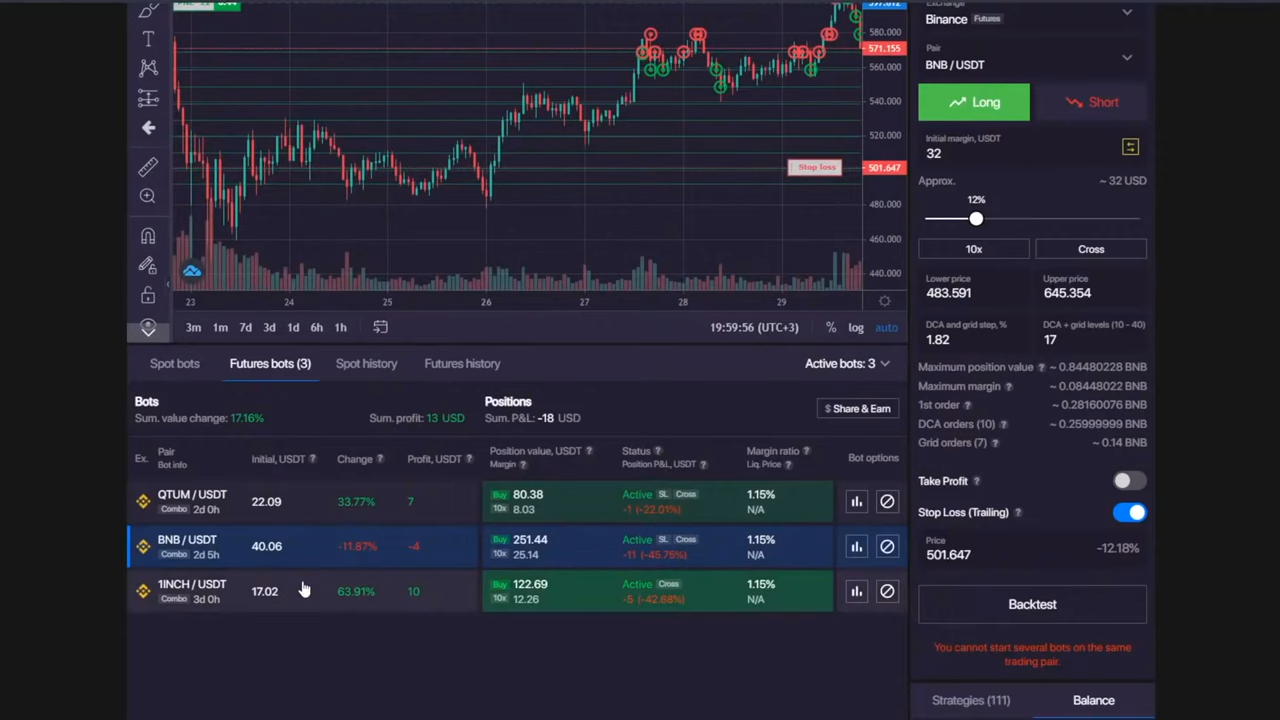 597.812
580.000
571.155
560.000
540.000
520.000
Stop loss
501.647
480.000
460.000
440.000
23 24 25 26 27 28 29
3m 1m 7d 3d 1d 6h 1h
19:59:56 (UTC+3)
% log auto
Spot bots
Futures bots (3)
Spot history
Futures history
Active bots: 3
Bots
Sum. value change: 17.16%
Sum. profit: 13 USD
Positions
Sum. P&L: -18 USD
$ Share & Earn
Ex.
Pair
Bot info
Initial, USDT ?
Change ?
Profit, USDT ?
Position value, USDT ?
Margin ?
Status ?
Position P&L, USDT ?
Margin ratio ?
Liq. Price ?
Bot options
QTUM / USDT
Combo 2d 0h
22.09
33.77%
7
Buy 80.38
10x 8.03
Active SL Cross
-1 (-22.01%)
1.15%
N/A
BNB / USDT
Combo 2d 5h
40.06
-11.87%
-4
Buy 251.44
10x 25.14
Active SL Cross
-11 (-45.75%)
1.15%
N/A
1INCH / USDT
Combo 3d 0h
17.02
63.91%
10
Buy 122.69
10x 12.26
Active Cross
-5 (-42.68%)
1.15%
N/A
Exchange
Binance Futures
Pair
BNB / USDT
Long
Short
Initial margin, USDT
32
Approx.
~ 32 USD
12%
10x
Cross
Lower price
483.591
Upper price
645.354
DCA and grid step, %
1.82
DCA + grid levels (10 - 40)
17
Maximum position value ? ~ 0.84480228 BNB
Maximum margin ? ~ 0.08448022 BNB
1st order ? ~ 0.28160076 BNB
DCA orders (10) ? ~ 0.25999999 BNB
Grid orders (7) ? ~ 0.14 BNB
Take Profit ?
Stop Loss (Trailing) ?
Price
501.647
-12.18%
Backtest
You cannot start several bots on the same
trading pair.
Strategies (111)
Balance